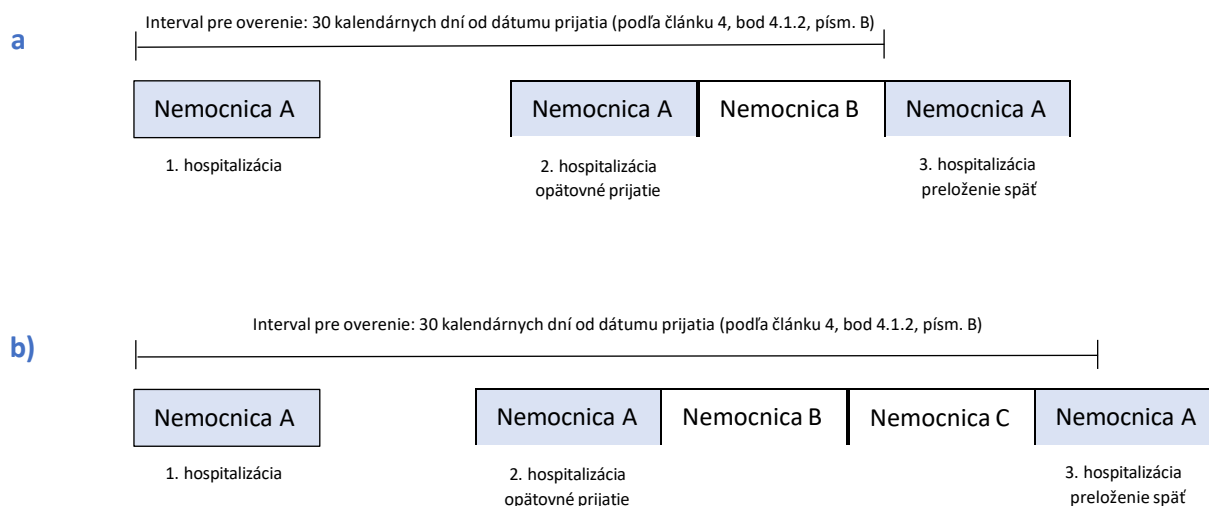 Interval pre overenie: 30 kalendárnych dní od dátumu prijatia (podľa článku 4, bod 4.1.2, písm. B)
a
Nemocnica A
Nemocnica A
Nemocnica B
Nemocnica A
1. hospitalizácia
2. hospitalizácia
opätovné prijatie
3. hospitalizácia
preloženie späť
Interval pre overenie: 30 kalendárnych dní od dátumu prijatia (podľa článku 4, bod 4.1.2, písm. B)
b)
Nemocnica A
Nemocnica A
Nemocnica B
Nemocnica C
Nemocnica A
1. hospitalizácia
2. hospitalizácia
opätovné prijatie
3. hospitalizácia
preloženie späť